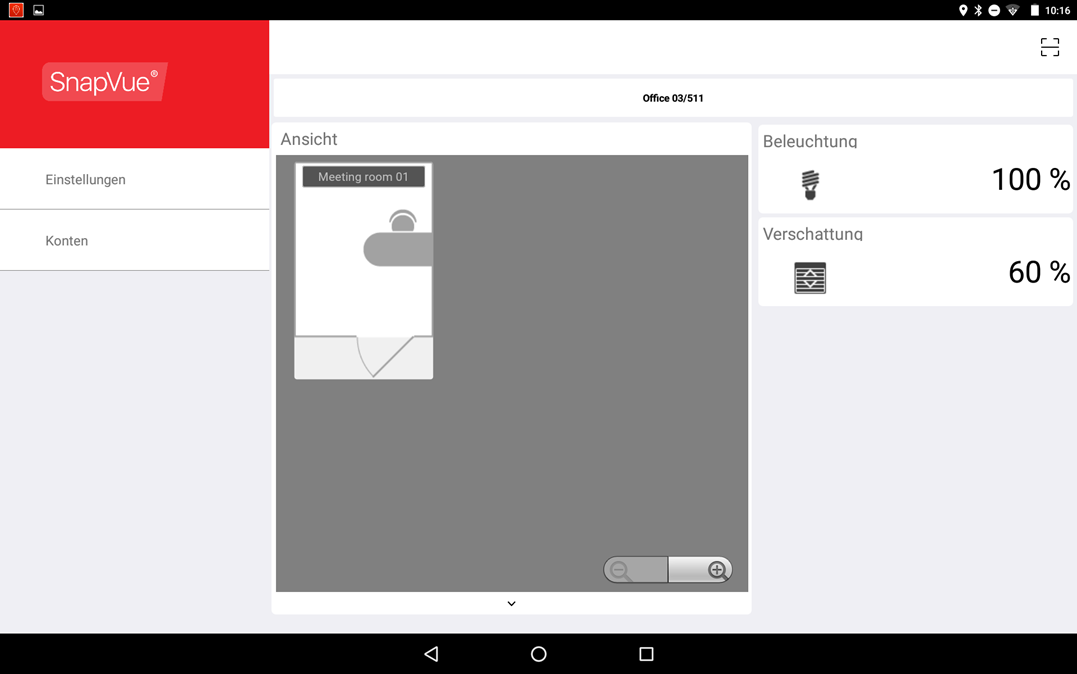 10:16
SnapVue®
Einstellungen
Konten
Office 03/511
Ansicht
Meeting room 01
Beleuchtung
100 %
Verschattung
60 %